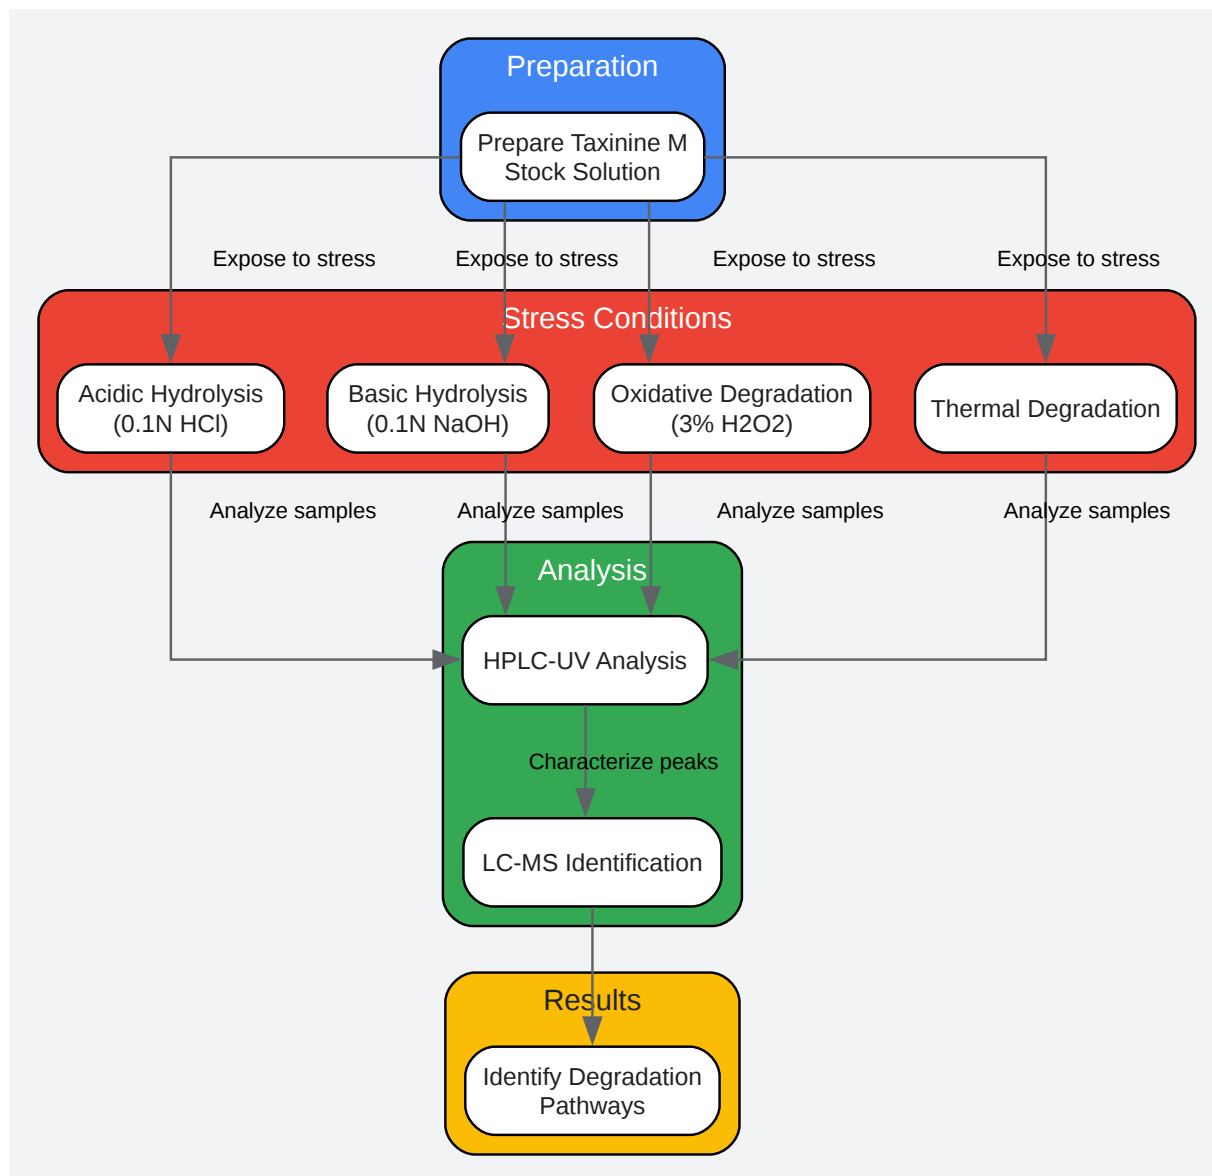 Preparation
Prepare Taxinine M
Stock Solution
Expose to stress
Expose to stress
Expose to stress
Expose to stress
Stress Conditions
Acidic Hydrolysis
(0.1N HCl)
Basic Hydrolysis
(0.1N NaOH)
Oxidative Degradation
(3% H2O2)
Thermal Degradation
Analyze samples
Analyze samples
Analyze samples
Analyze samples
Analysis
HPLC-UV Analysis
Characterize peaks
LC-MS Identification
Results
Identify Degradation
Pathways